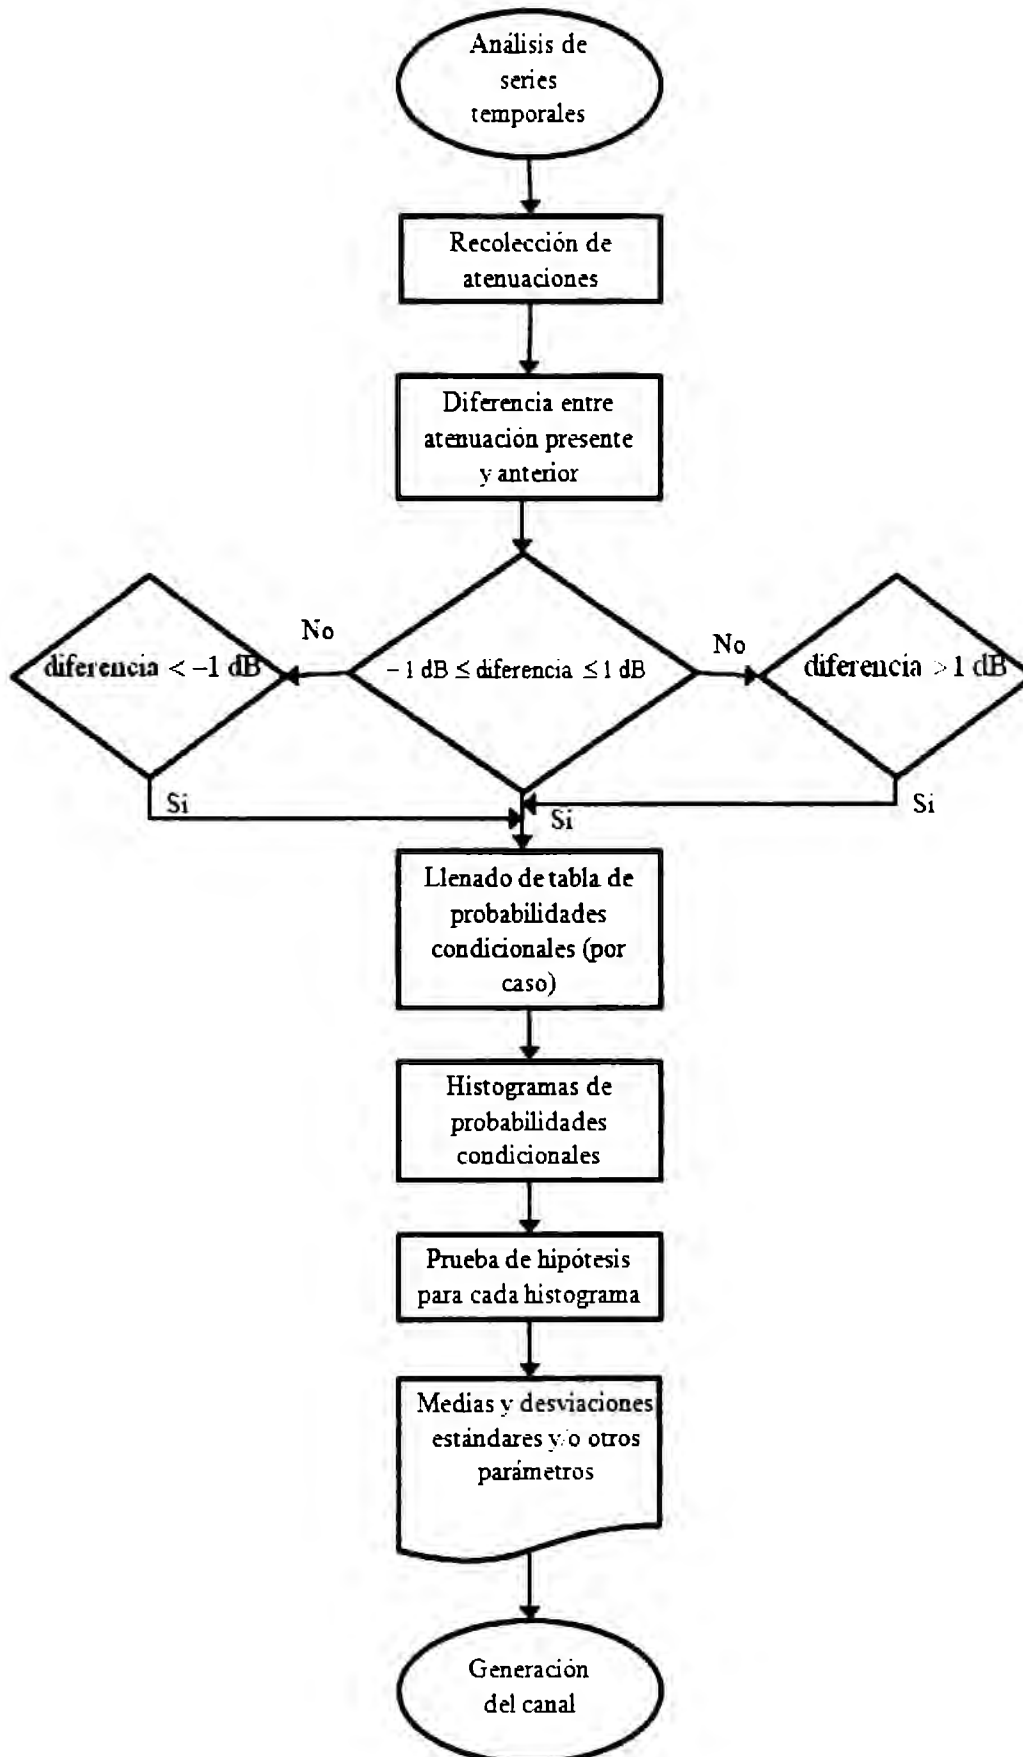 Análisis de
series
temporales
Recolección de
atenuaciones
Diferencia entre
atenuación presente
y anterior
No
No
diferencia < −1 dB
− 1 dB ≤ diferencia ≤ 1 dB
diferencia > 1 dB
Si
Si
Si
Llenado de tabla de
probabilidades
condicionales (por
caso)
Histogramas de
probabilidades
condicionales
Prueba de hipótesis
para cada histograma
Medias y desviaciones
estándares y/o otros
parámetros
Generación
del canal